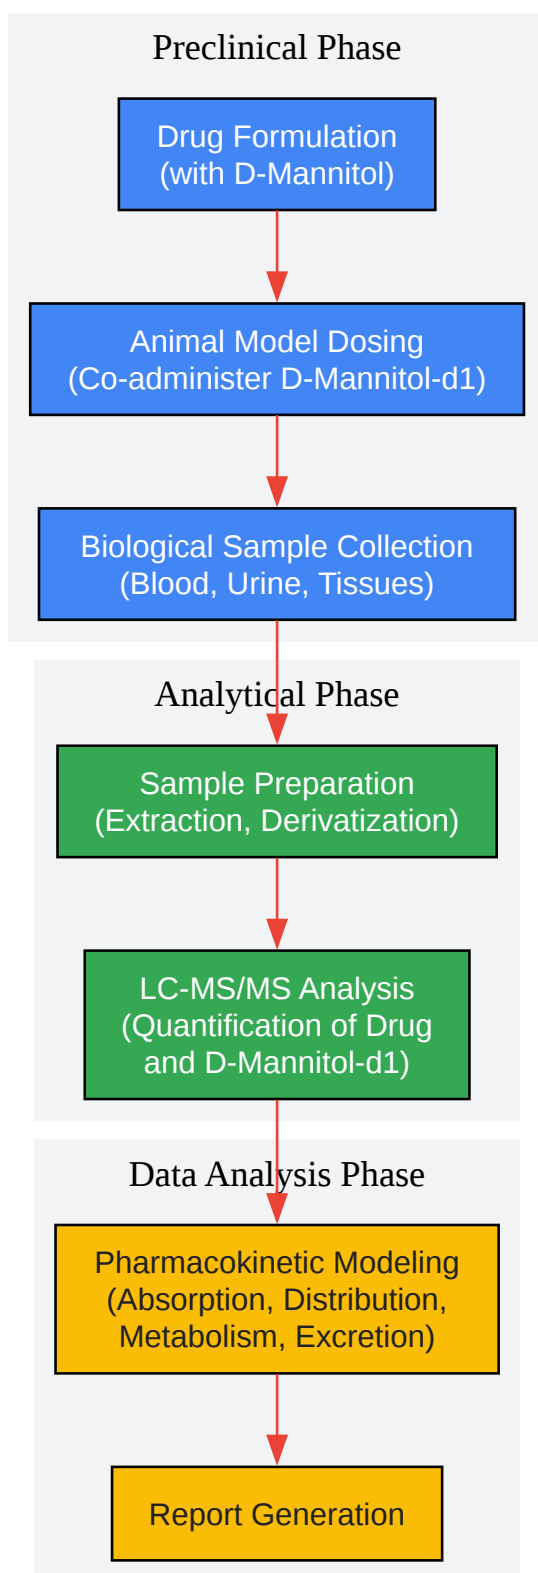 Preclinical Phase
Drug Formulation
(with D-Mannitol)
Animal Model Dosing
(Co-administer D-Mannitol-d1)
Biological Sample Collection
(Blood, Urine, Tissues)
Analytical Phase
Sample Preparation
(Extraction, Derivatization)
LC-MS/MS Analysis
(Quantification of Drug
and D-Mannitol-d1)
Data Analysis Phase
Pharmacokinetic Modeling
(Absorption, Distribution,
Metabolism, Excretion)
Report Generation